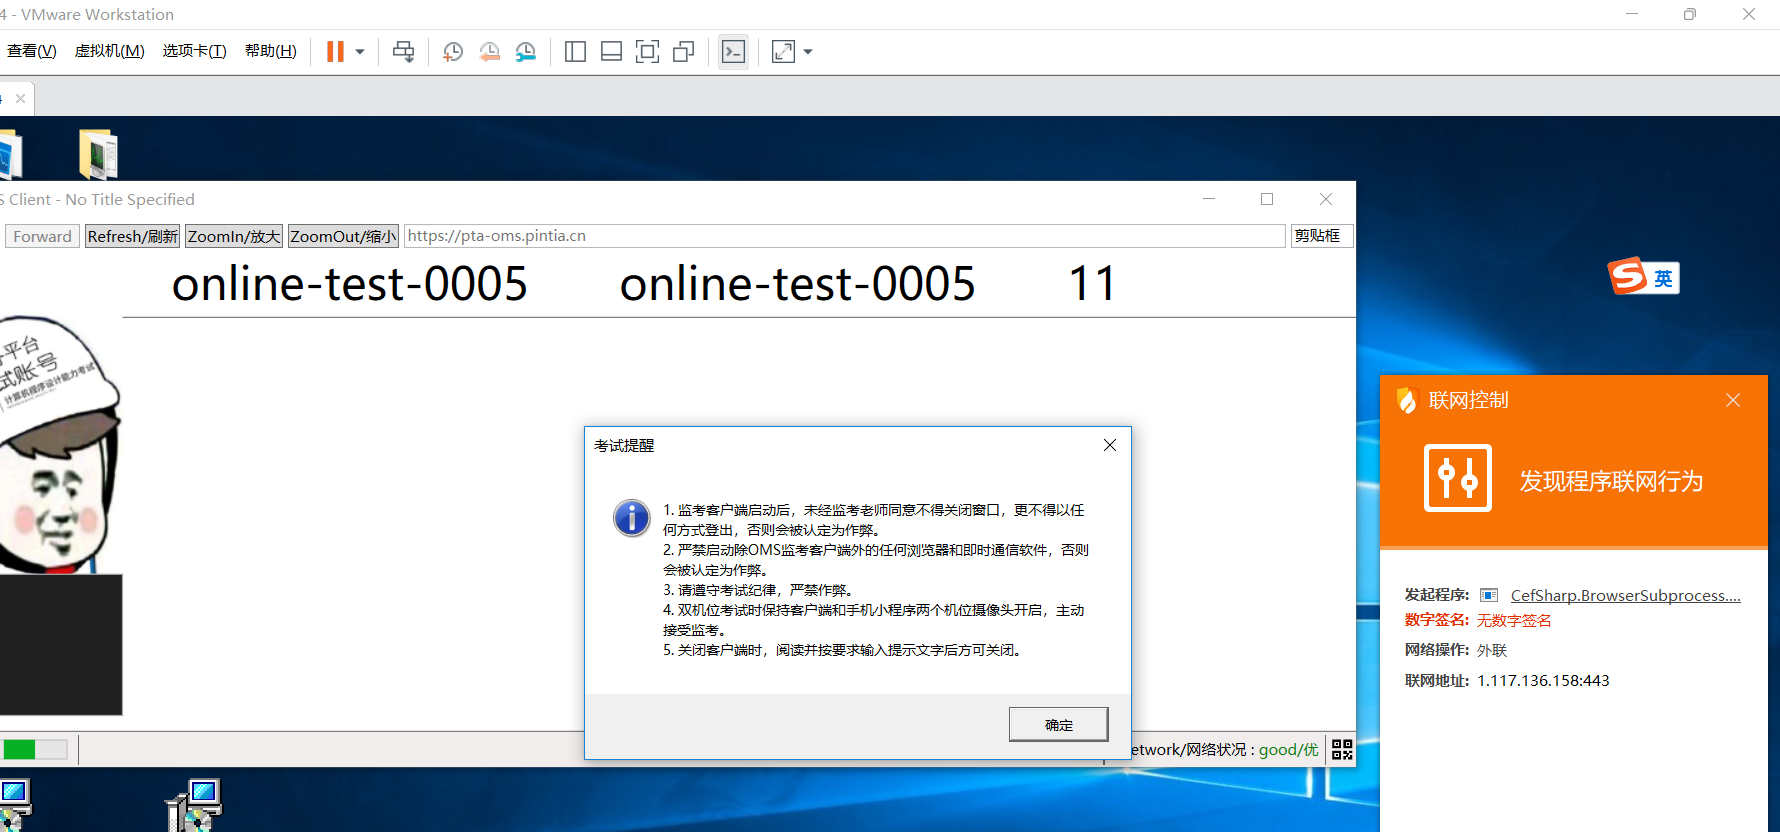 4 - VMware Workstation
查看(V) 虚拟机(M) 选项卡(T) 帮助(H)
S Client - No Title Specified
Forward Refresh/刷新 ZoomIn/放大 ZoomOut/缩小 https://pta-oms.pintia.cn 剪贴框
online-test-0005 online-test-0005 11
平台
式账号
计算机程序设计能力考试
考试提醒
1. 监考客户端启动后，未经监考老师同意不得关闭窗口，更不得以任
何方式登出，否则会被认定为作弊。
2. 严禁启动除OMS监考客户端外的任何浏览器和即时通信软件，否则
会被认定为作弊。
3. 请遵守考试纪律，严禁作弊。
4. 双机位考试时保持客户端和手机小程序两个机位摄像头开启，主动
接受监考。
5. 关闭客户端时，阅读并按要求输入提示文字后方可关闭。
确定
etwork/网络状况 : good/优
S 英
联网控制
发现程序联网行为
发起程序: CefSharp.BrowserSubprocess....
数字签名: 无数字签名
网络操作: 外联
联网地址: 1.117.136.158:443